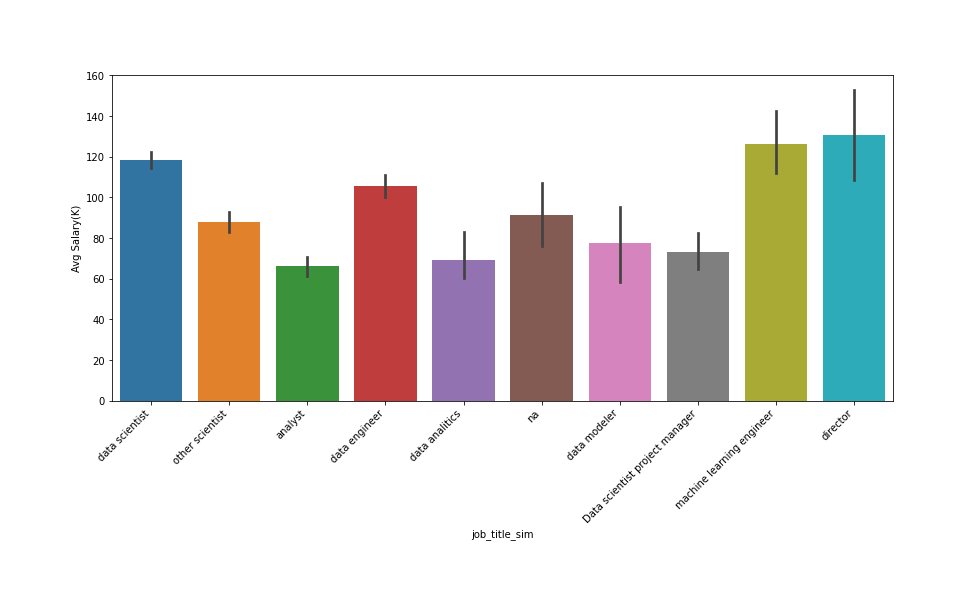 160
140
120
100
80
60
40
20
0
Avg Salary(K)
data scientist
other scientist
analyst
data engineer
data analitics
na
data modeler
Data scientist project manager
machine learning engineer
director
job_title_sim